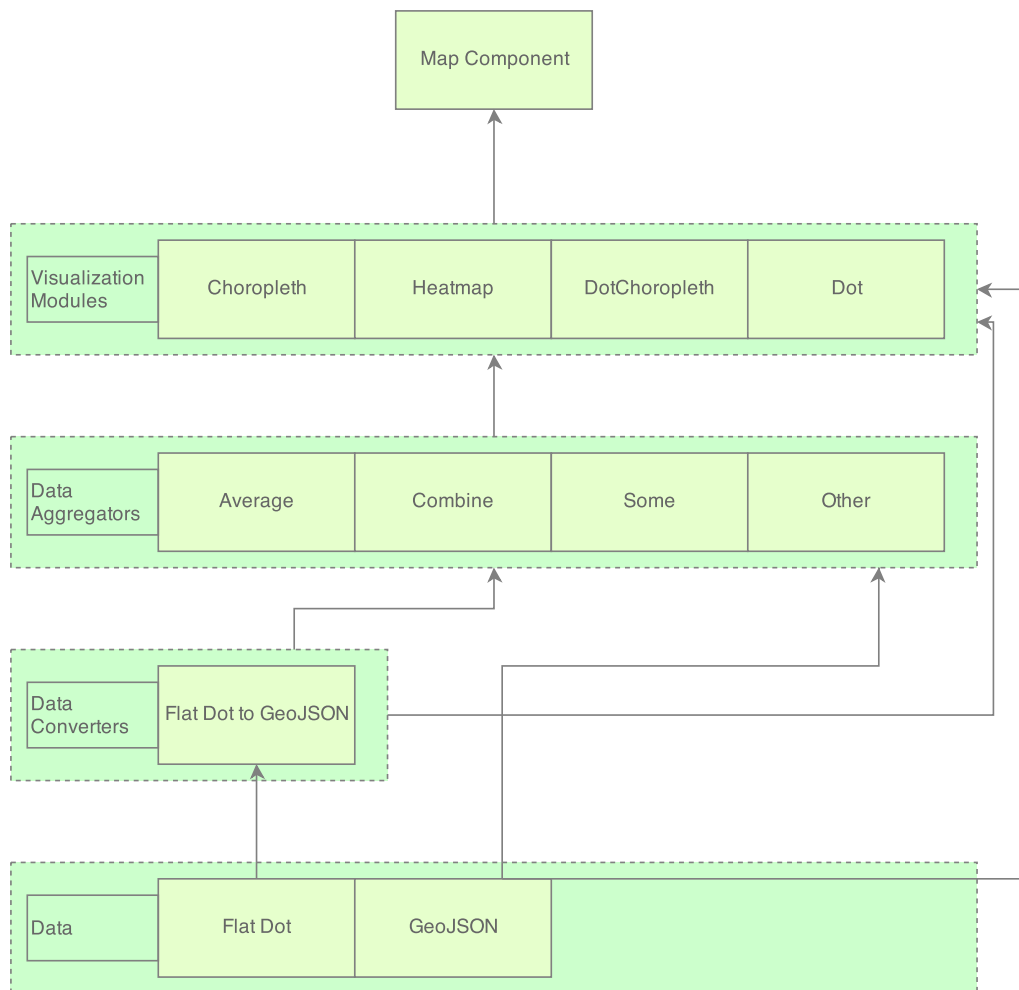 Map Component
Visualization
Modules
Choropleth
Heatmap
DotChoropleth
Dot
Data
Aggregators
Average
Combine
Some
Other
Data
Converters
Flat Dot to GeoJSON
Data
Flat Dot
GeoJSON